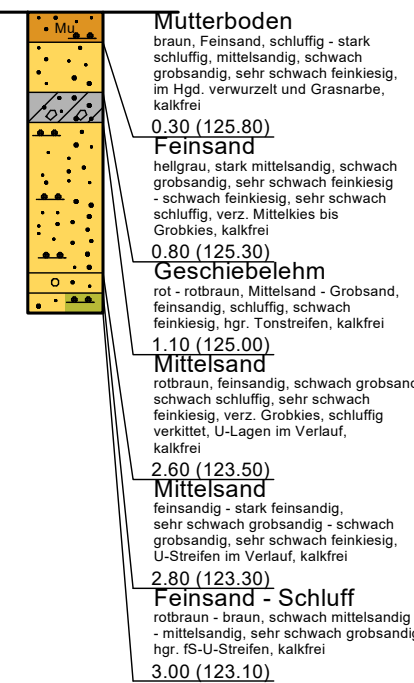 Mu
Mutterboden
braun, Feinsand, schluffig - stark
schluffig, mittelsandig, schwach
grobsandig, sehr schwach feinkiesig,
im Hgd. verwurzelt und Grasnarbe,
kalkfrei
0.30 (125.80)
Feinsand
hellgrau, stark mittelsandig, schwach
grobsandig, sehr schwach feinkiesig
- schwach feinkiesig, sehr schwach
schluffig, verz. Mittelkies bis
Grobkies, kalkfrei
0.80 (125.30)
Geschiebelehm
rot - rotbraun, Mittelsand - Grobsand,
feinsandig, schluffig, schwach
feinkiesig, hgr. Tonstreifen, kalkfrei
1.10 (125.00)
Mittelsand
rotbraun, feinsandig, schwach grobsand
schwach schluffig, sehr schwach
feinkiesig, verz. Grobkies, schluffig
verkittet, U-Lagen im Verlauf,
kalkfrei
2.60 (123.50)
Mittelsand
feinsandig - stark feinsandig,
sehr schwach grobsandig - schwach
grobsandig, sehr schwach feinkiesig,
U-Streifen im Verlauf, kalkfrei
2.80 (123.30)
Feinsand - Schluff
rotbraun - braun, schwach mittelsandig
- mittelsandig, sehr schwach grobsandig
hgr. fS-U-Streifen, kalkfrei
3.00 (123.10)